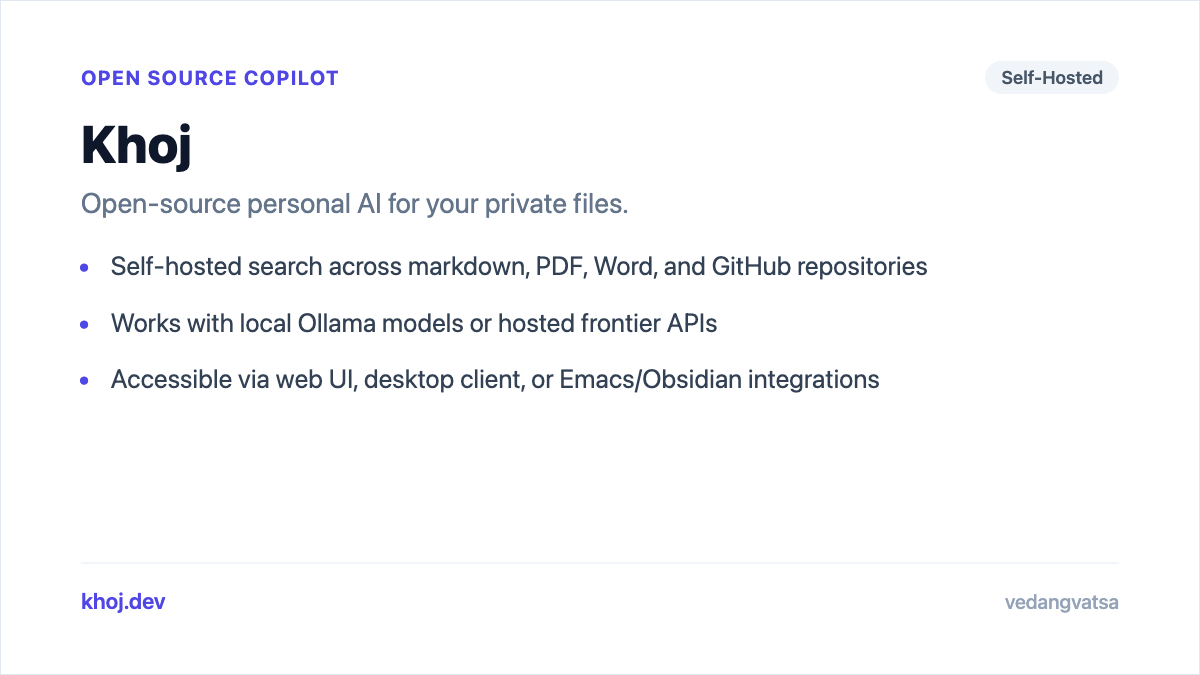 OPEN SOURCE COPILOT
Self-Hosted
Khoj
Open-source personal AI for your private files.
• Self-hosted search across markdown, PDF, Word, and GitHub repositories
• Works with local Ollama models or hosted frontier APIs
• Accessible via web UI, desktop client, or Emacs/Obsidian integrations
khoj.dev
vedangvatsa